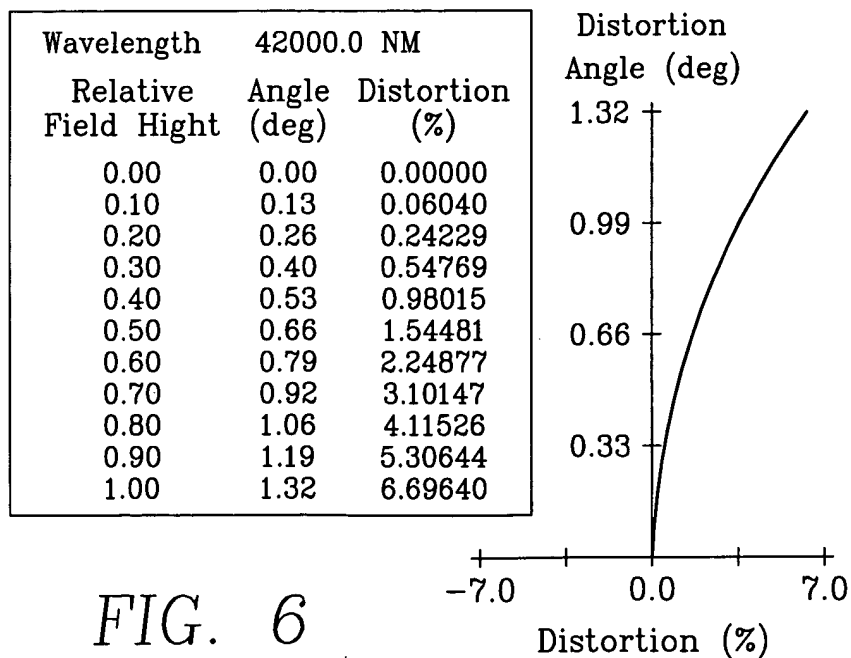 Wavelength 42000.0 NM
Relative Angle Distortion
Field Hight (deg) (%)
0.00 0.00 0.00000
0.10 0.13 0.06040
0.20 0.26 0.24229
0.30 0.40 0.54769
0.40 0.53 0.98015
0.50 0.66 1.54481
0.60 0.79 2.24877
0.70 0.92 3.10147
0.80 1.06 4.11526
0.90 1.19 5.30644
1.00 1.32 6.69640
Distortion
Angle (deg)
1.32
0.99
0.66
0.33
-7.0 0.0 7.0
Distortion (%)
FIG. 6